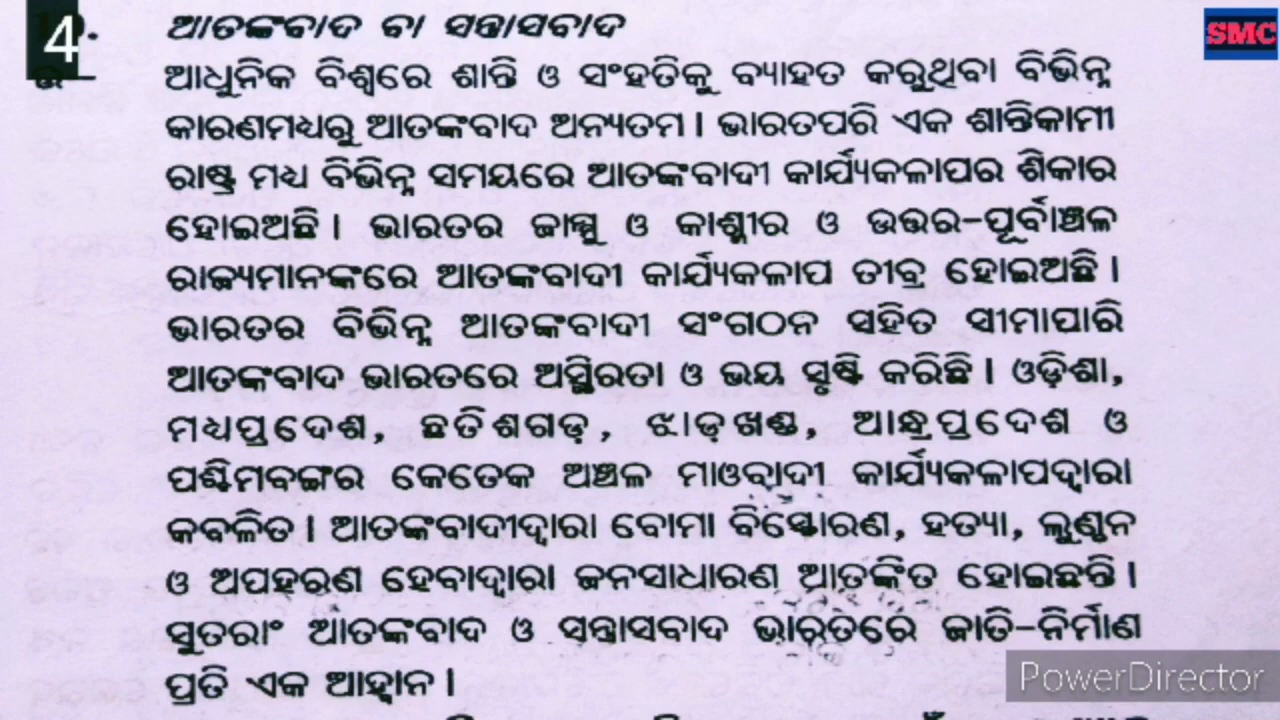 4.
ଆତଙ୍କବାଦ ବା ସନ୍ତ୍ରାସବାଦ
SMC
ଆଧୁନିକ ବିଶ୍ୱରେ ଶାନ୍ତି ଓ ସଂହତିକୁ ବ୍ୟାହତ କରୁଥିବା ବିଭିନ୍ନ
କାରଣମଧ୍ୟରୁ ଆତଙ୍କବାଦ ଅନ୍ୟତମ। ଭାରତପରି ଏକ ଶାନ୍ତିକାମୀ
ରାଷ୍ଟ୍ର ମଧ୍ୟ ବିଭିନ୍ନ ସମୟରେ ଆତଙ୍କବାଦୀ କାର୍ଯ୍ୟକଳାପର ଶିକାର
ହୋଇଅଛି। ଭାରତର ଜାମ୍ମୁ ଓ କାଶ୍ମୀର ଓ ଉତ୍ତର-ପୂର୍ବାଞ୍ଚଳ
ରାଜ୍ୟମାନଙ୍କରେ ଆତଙ୍କବାଦୀ କାର୍ଯ୍ୟକଳାପ ତୀବ୍ର ହୋଇଅଛି।
ଭାରତର ବିଭିନ୍ନ ଆତଙ୍କବାଦୀ ସଂଗଠନ ସହିତ ସୀମାପାରି
ଆତଙ୍କବାଦ ଭାରତରେ ଅସ୍ଥିରତା ଓ ଭୟ ସୃଷ୍ଟି କରିଛି। ଓଡ଼ିଶା,
ମଧ୍ୟପ୍ରଦେଶ, ଛତିଶଗଡ଼, ଝାଡ଼ଖଣ୍ଡ, ଆନ୍ଧ୍ରପ୍ରଦେଶ ଓ
ପଶ୍ଚିମବଙ୍ଗର କେତେକ ଅଞ୍ଚଳ ମାଓବାଦୀ କାର୍ଯ୍ୟକଳାପଦ୍ୱାରା
କବଳିତ। ଆତଙ୍କବାଦୀଦ୍ୱାରା ବୋମା ବିସ୍ଫୋରଣ, ହତ୍ୟା, ଲୁଣ୍ଠନ
ଓ ଅପହରଣ ହେବାଦ୍ୱାରା ଜନସାଧାରଣ ଆତଙ୍କିତ ହୋଇଛନ୍ତି।
ସୁତରାଂ ଆତଙ୍କବାଦ ଓ ସନ୍ତ୍ରାସବାଦ ଭାରତରେ ଜାତି-ନିର୍ମାଣ
ପ୍ରତି ଏକ ଆହ୍ୱାନ।
PowerDirector